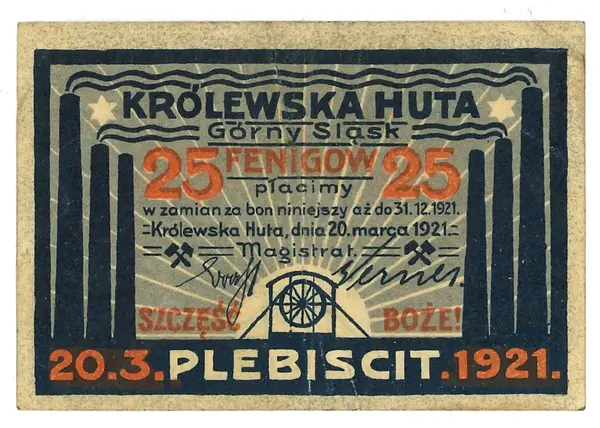 KRÓLEWSKA HUTA
Górny Śląsk
25 FENIGÓW 25
płacimy
w zamian za bon niniejszy aż do 31.12.1921.
Królewska Huta, dnia 20. marca 1921.
Magistrat.
SZCZĘŚĆ BOŻE!
20.3. PLEBISCIT. 1921.